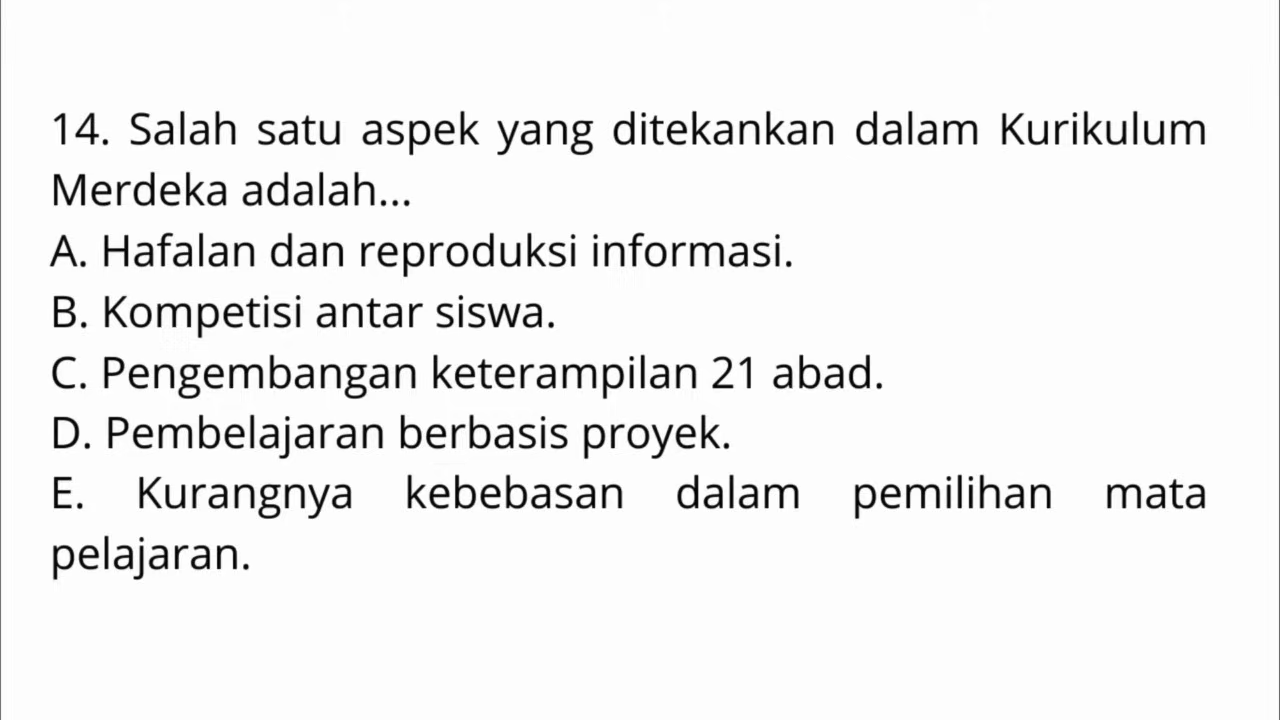 14. Salah satu aspek yang ditekankan dalam Kurikulum
Merdeka adalah...
A. Hafalan dan reproduksi informasi.
B. Kompetisi antar siswa.
C. Pengembangan keterampilan 21 abad.
D. Pembelajaran berbasis proyek.
E. Kurangnya kebebasan dalam pemilihan mata
pelajaran.